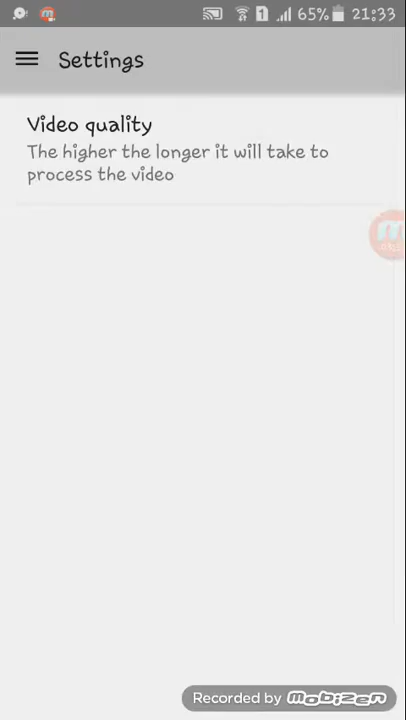 65% 21:33
Settings
Video quality
The higher the longer it will take to
process the video
Recorded by MOBIZEN